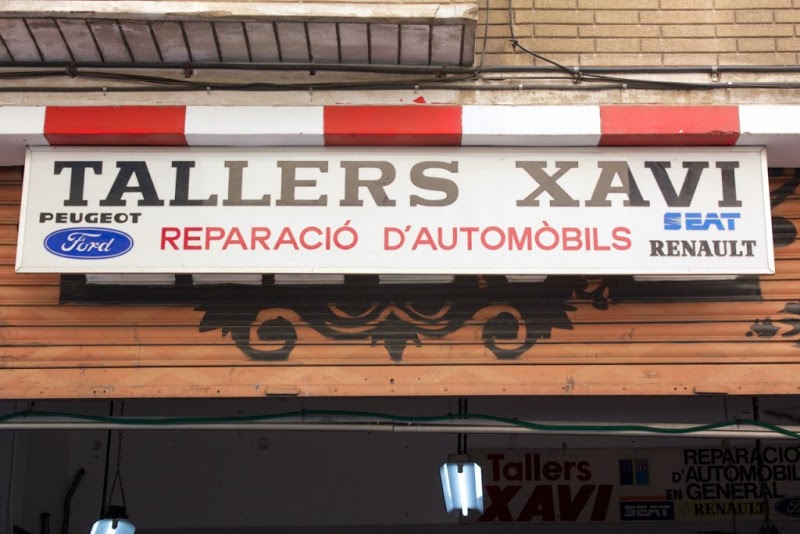 TALLERS XAVI
PEUGEOT
Ford
REPARACIÓ D'AUTOMÒBILS
SEAT
RENAULT
Tallers
XAVI
REPARACIO
D'AUTOMOBIL
EN GENERAL
SEAT
RENAULT